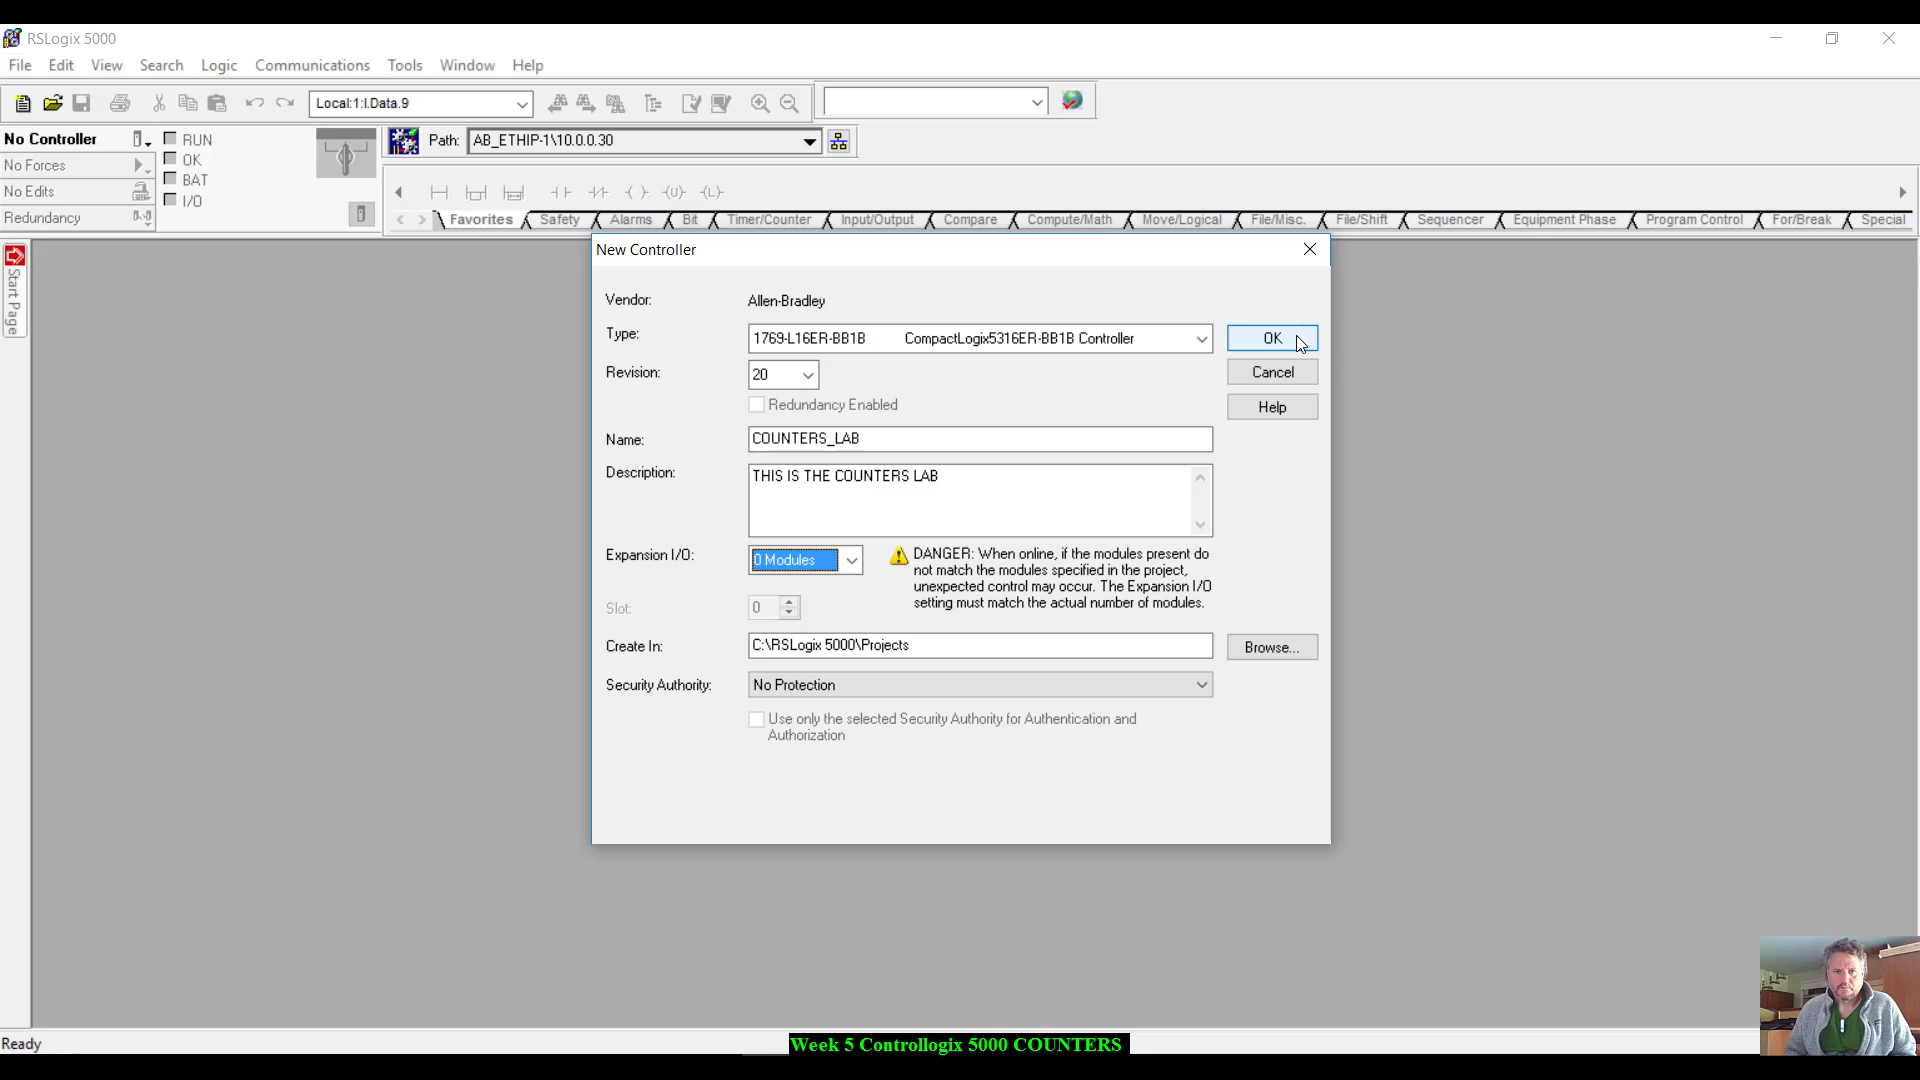 RSLogix 5000
File Edit View Search Logic Communications Tools Window Help
Local:1:I.Data.9
No Controller
RUN
Path: AB_ETHIP-1\10.0.0.30
No Forces
OK
No Edits
BAT
Redundancy
I/O
Favorites Safety Alarms Bit Timer/Counter Input/Output Compare Compute/Math Move/Logical File/Misc. File/Shift Sequencer Equipment Phase Program Control For/Break Special
Start Page
New Controller
Vendor: Allen-Bradley
Type: 1769-L16ER-BB1B CompactLogix5316ER-BB1B Controller
OK
Revision: 20
Cancel
Redundancy Enabled
Help
Name: COUNTERS_LAB
Description: THIS IS THE COUNTERS LAB
Expansion I/O: 0 Modules
DANGER: When online, if the modules present do
not match the modules specified in the project,
unexpected control may occur. The Expansion I/O
setting must match the actual number of modules.
Slot: 0
Create In: C:\RSLogix 5000\Projects
Browse...
Security Authority: No Protection
Use only the selected Security Authority for Authentication and
Authorization
Ready
Week 5 Controllogix 5000 COUNTERS